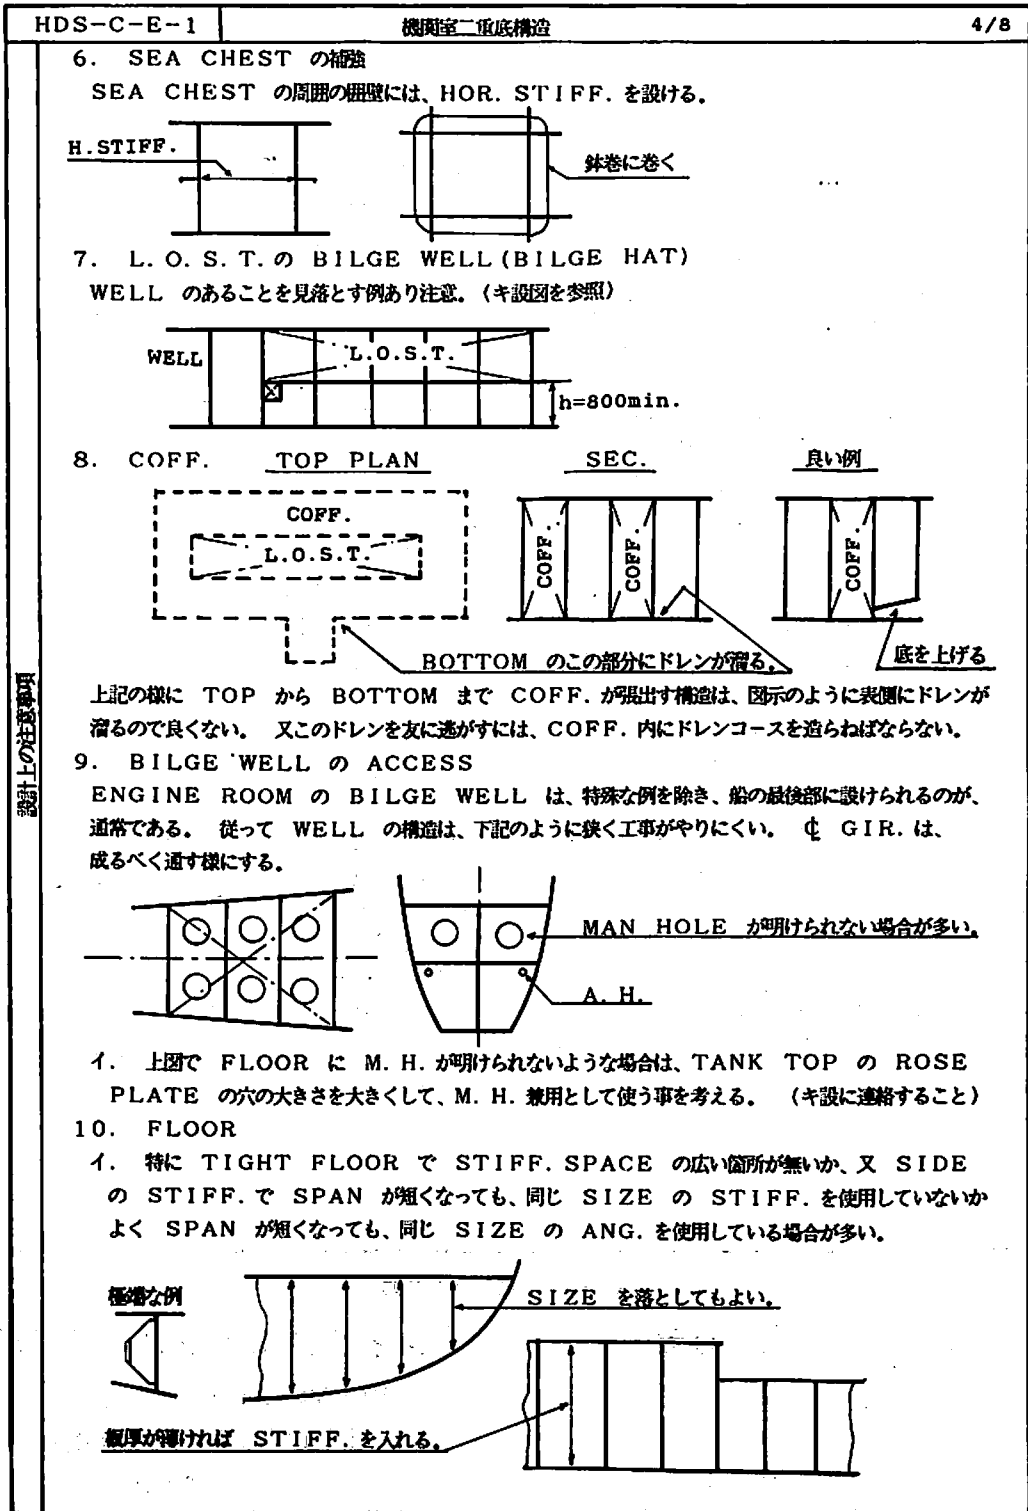 HDS-C-E-1
機関室二重底構造
4/8
設計上の注意事項
6. SEA CHEST の補強
SEA CHEST の周囲の囲壁には、HOR. STIFF. を設ける。
H.STIFF.
鉢巻に巻く
7. L.O.S.T.の BILGE WELL(BILGE HAT)
WELL のあることを見落とす例あり注意。(キ設図を参照)
WELL
L.O.S.T.
h=800min.
8. COFF.
TOP PLAN
SEC.
良い例
COFF.
L.O.S.T.
COFF.
COFF.
COFF.
BOTTOM のこの部分にドレンが溜る。
底を上げる
上記の様に TOP から BOTTOM まで COFF. が張出す構造は、図示のように表側にドレンが
溜るので良くない。 又このドレンを友に逃がすには、COFF. 内にドレンコースを造らねばならない。
9. BILGE WELL の ACCESS
ENGINE ROOM の BILGE WELL は、特殊な例を除き、船の最後部に設けられるのが、
通常である。 従って WELL の構造は、下記のように狭く工事がやりにくい。 ℄ GIR. は、
成るべく通す様にする。
MAN HOLE が明けられない場合が多い。
A. H.
イ. 上図で FLOOR に M. H. が明けられないような場合は、TANK TOP の ROSE
PLATE の穴の大きさを大きくして、M. H. 兼用として使う事を考える。 (キ設に連絡すること)
10. FLOOR
イ. 特に TIGHT FLOOR で STIFF. SPACE の広い箇所が無いか、又 SIDE
の STIFF. で SPAN が短くなっても、同じ SIZE の STIFF. を使用していないか
よく SPAN が短くなっても、同じ SIZE の ANG. を使用している場合が多い。
極端な例
SIZE を落としてもよい。
板厚が薄ければ STIFF. を入れる。